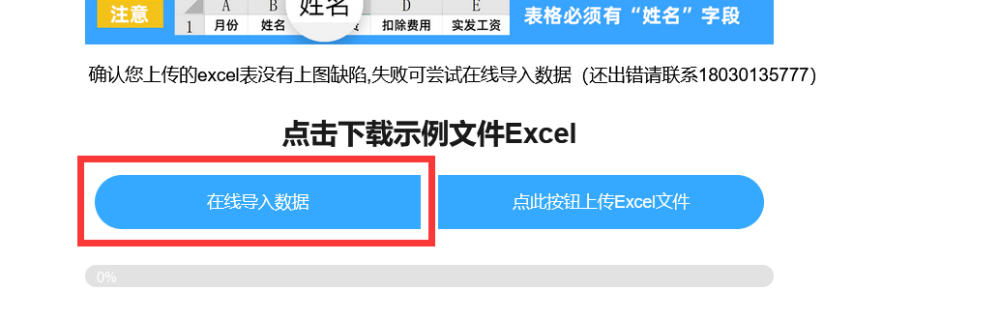 注意
A B D E
姓名
表格必须有“姓名”字段
1 月份 姓名 扣除费用 实发工资
确认您上传的excel表没有上图缺陷,失败可尝试在线导入数据（还出错请联系18030135777）
点击下载示例文件Excel
在线导入数据 点此按钮上传Excel文件
0%